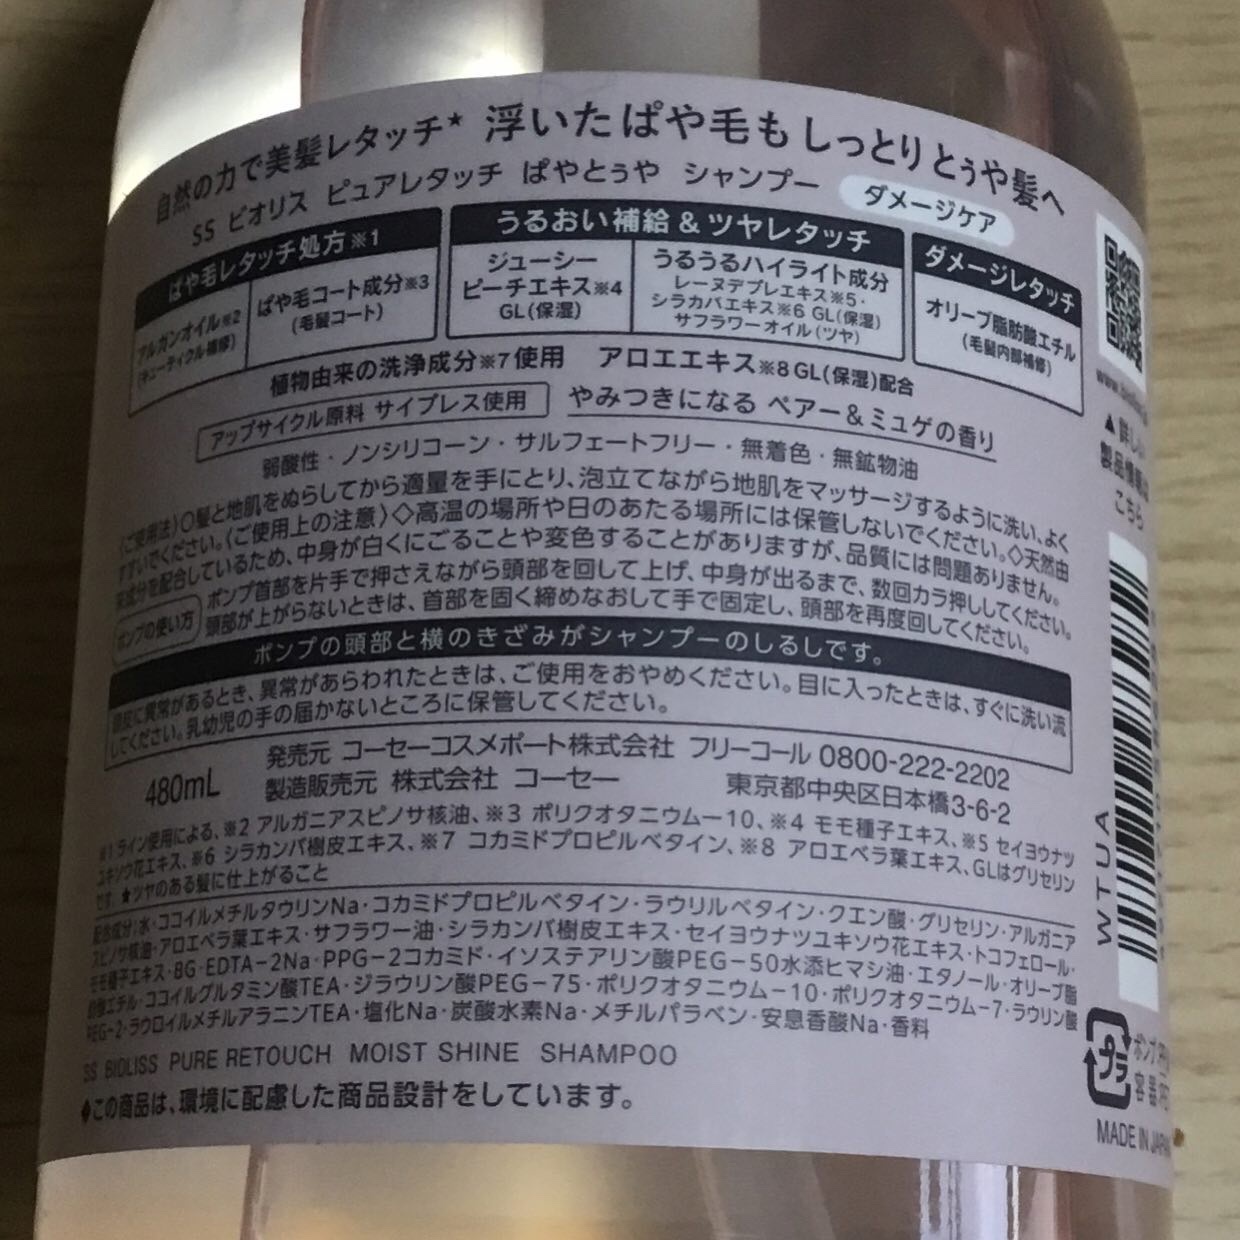 自然の力で美髪レタッチ★ 浮いたぱや毛もしっとりとぅや髪へ
SS ビオリス ピュアレタッチ ぱやとぅや シャンプー ダメージケア
ぱや毛レタッチ処方※1
アルガンオイル※2
(キューティクル補修)
ぱや毛コート成分※3
(毛髪コート)
うるおい補給&ツヤレタッチ
ジューシー
ピーチエキス※4
GL(保湿)
うるうるハイライト成分
レーヌデプレエキス※5・
シラカバエキス※6 GL(保湿)
サフラワーオイル(ツヤ)
ダメージレタッチ
オリーブ脂肪酸エチル
(毛髪内部補修)
植物由来の洗浄成分※7使用 アロエエキス※8GL(保湿)配合
アップサイクル原料 サイプレス使用 やみつきになる ペアー&ミュゲの香り
弱酸性・ノンシリコーン・サルフェートフリー・無着色・無鉱物油
〈ご使用法〉○髪と地肌をぬらしてから適量を手にとり、泡立てながら地肌をマッサージするように洗い、よく
すすいでください。〈ご使用上の注意〉◇高温の場所や日のあたる場所には保管しないでください。◇天然由
来成分を配合しているため、中身が白くにごることや変色することがありますが、品質には問題ありません。
ポンプの使い方
ポンプ首部を片手で押さえながら頭部を回して上げ、中身が出るまで、数回カラ押ししてください。
頭部が上がらないときは、首部を固く締めなおして手で固定し、頭部を再度回してください。
ポンプの頭部と横のきざみがシャンプーのしるしです。
頭皮に異常があるとき、異常があらわれたときは、ご使用をおやめください。目に入ったときは、すぐに洗い流
してください。乳幼児の手の届かないところに保管してください。
480mL
発売元 コーセーコスメポート株式会社 フリーコール 0800-222-2202
製造販売元 株式会社 コーセー 東京都中央区日本橋3-6-2
※1 ライン使用による、※2 アルガニアスピノサ核油、※3 ポリクオタニウム−10、※4 モモ種子エキス、※5 セイヨウナツ
ユキソウ花エキス、※6 シラカンバ樹皮エキス、※7 コカミドプロピルベタイン、※8 アロエベラ葉エキス、GLはグリセリン
です。★ツヤのある髪に仕上がること
配合成分:水・ココイルメチルタウリンNa・コカミドプロピルベタイン・ラウリルベタイン・クエン酸・グリセリン・アルガニア
スピノサ核油・アロエベラ葉エキス・サフラワー油・シラカンバ樹皮エキス・セイヨウナツユキソウ花エキス・トコフェロール・
モモ種子エキス・BG・EDTA−2Na・PPG−2コカミド・イソステアリン酸PEG−50水添ヒマシ油・エタノール・オリーブ脂
肪酸エチル・ココイルグルタミン酸TEA・ジラウリン酸PEG−75・ポリクオタニウム−10・ポリクオタニウム−7・ラウリン酸
PEG−2・ラウロイルメチルアラニンTEA・塩化Na・炭酸水素Na・メチルパラベン・安息香酸Na・香料
SS BIOLISS PURE RETOUCH MOIST SHINE SHAMPOO
◆この商品は、環境に配慮した商品設計をしています。
▲詳しい
製品情報は
こちら
WTUA
プラ
ポンプ
容器
MADE IN JAPAN